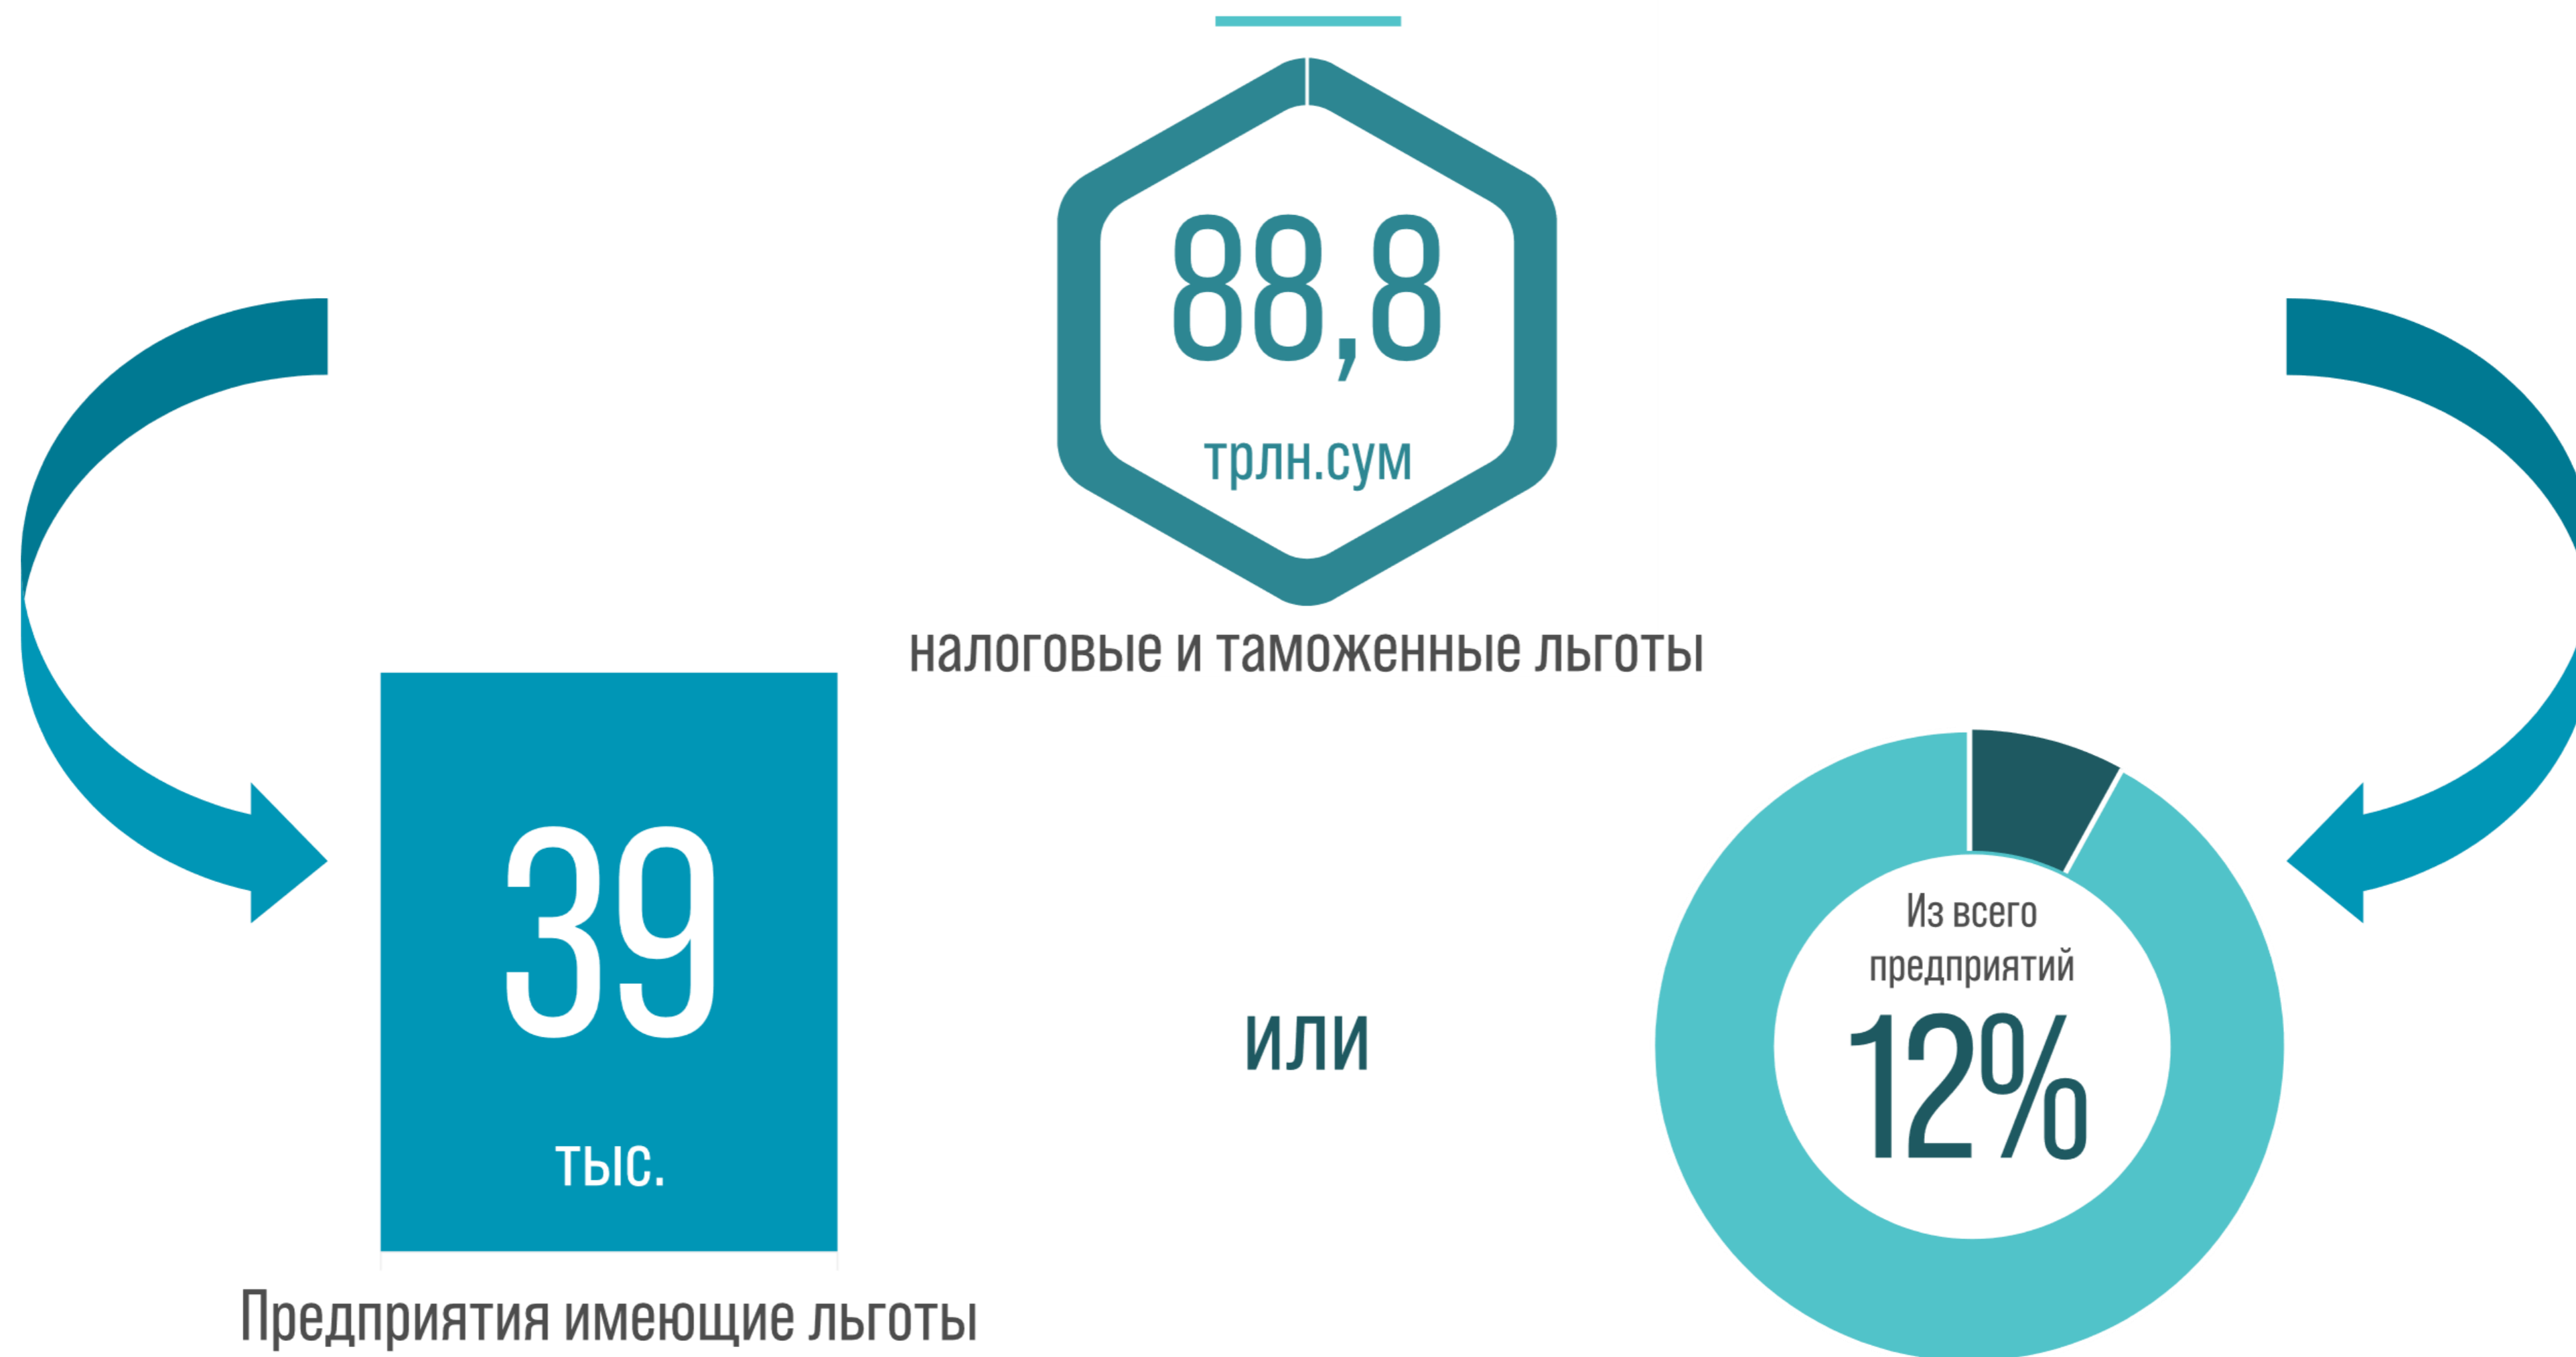 88,8
трлн.сум
налоговые и таможенные льготы
39
тыс.
Предприятия имеющие льготы
или
Из всего
предприятий
12%